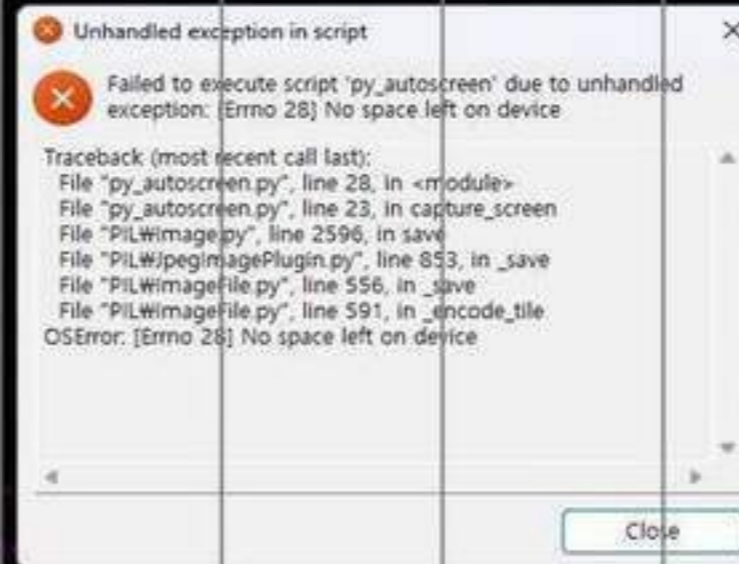 Unhandled exception in script
Failed to execute script 'py_autoscreen' due to unhandled
exception: [Errno 28] No space left on device
Traceback (most recent call last):
File "py_autoscreen.py", line 28, in <module>
File "py_autoscreen.py", line 23, in capture_screen
File "PIL₩Image.py", line 2596, in save
File "PIL₩JpegImagePlugin.py", line 853, in _save
File "PIL₩ImageFile.py", line 556, in _save
File "PIL₩ImageFile.py", line 591, in _encode_tile
OSError: [Errno 28] No space left on device
Close